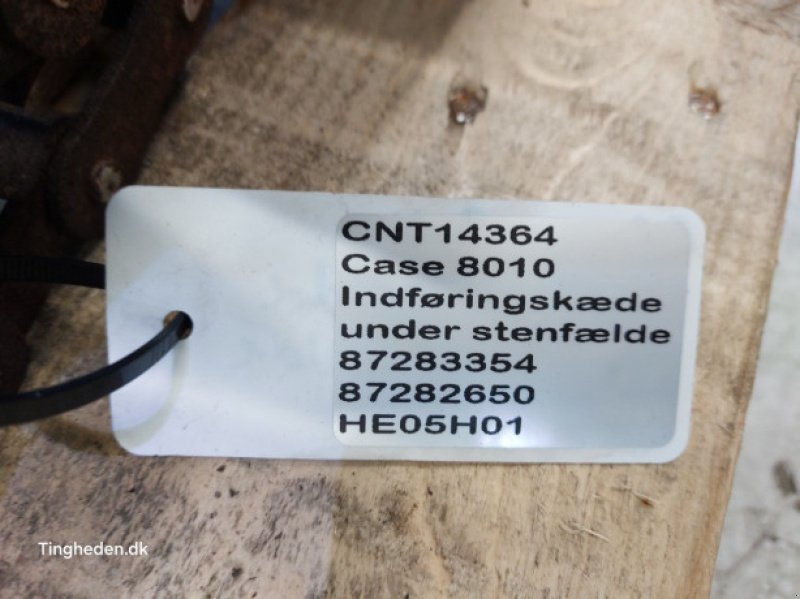 CNT14364
Case 8010
Indføringskæde
under stenfælde
87283354
87282650
HE05H01
Tingheden.dk